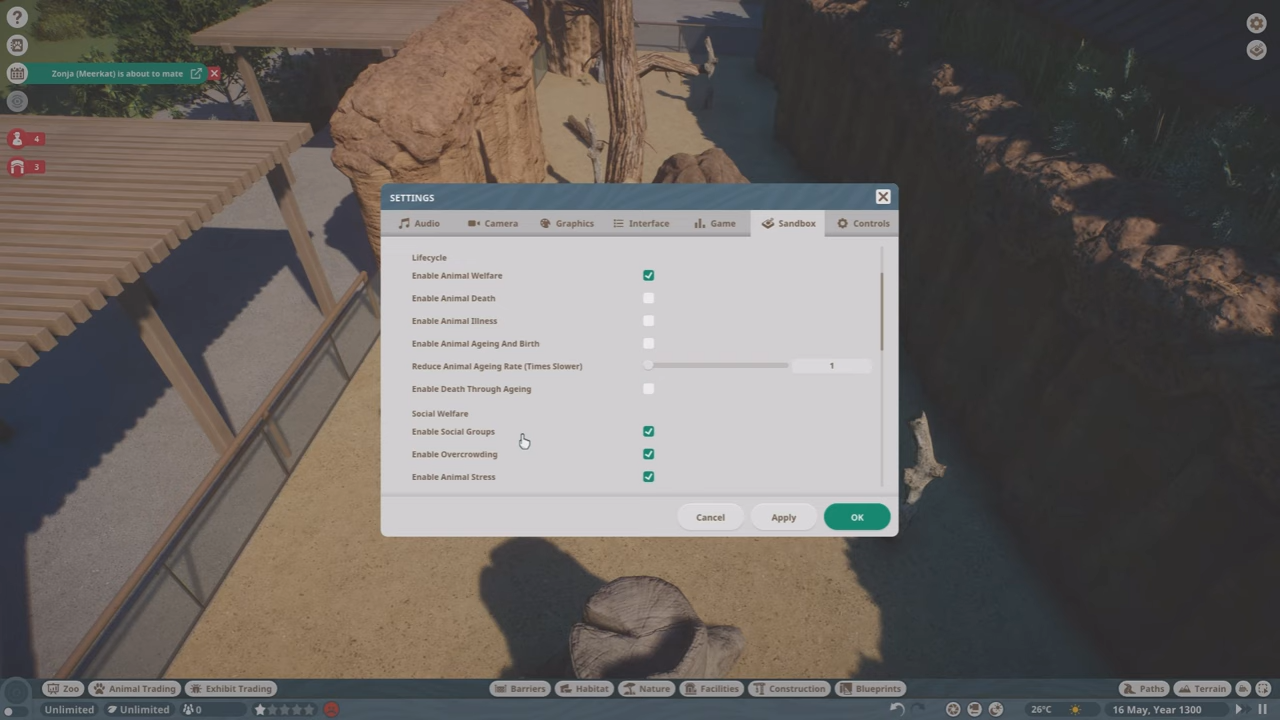 ?
Zonja (Meerkat) is about to mate
4
3
SETTINGS
Audio Camera Graphics Interface Game Sandbox Controls
Lifecycle
Enable Animal Welfare
Enable Animal Death
Enable Animal Illness
Enable Animal Ageing And Birth
Reduce Animal Ageing Rate (Times Slower) 1
Enable Death Through Ageing
Social Welfare
Enable Social Groups
Enable Overcrowding
Enable Animal Stress
Cancel Apply OK
Zoo Animal Trading Exhibit Trading Barriers Habitat Nature Facilities Construction Blueprints Paths Terrain
Unlimited Unlimited 0 26°C 16 May, Year 1300